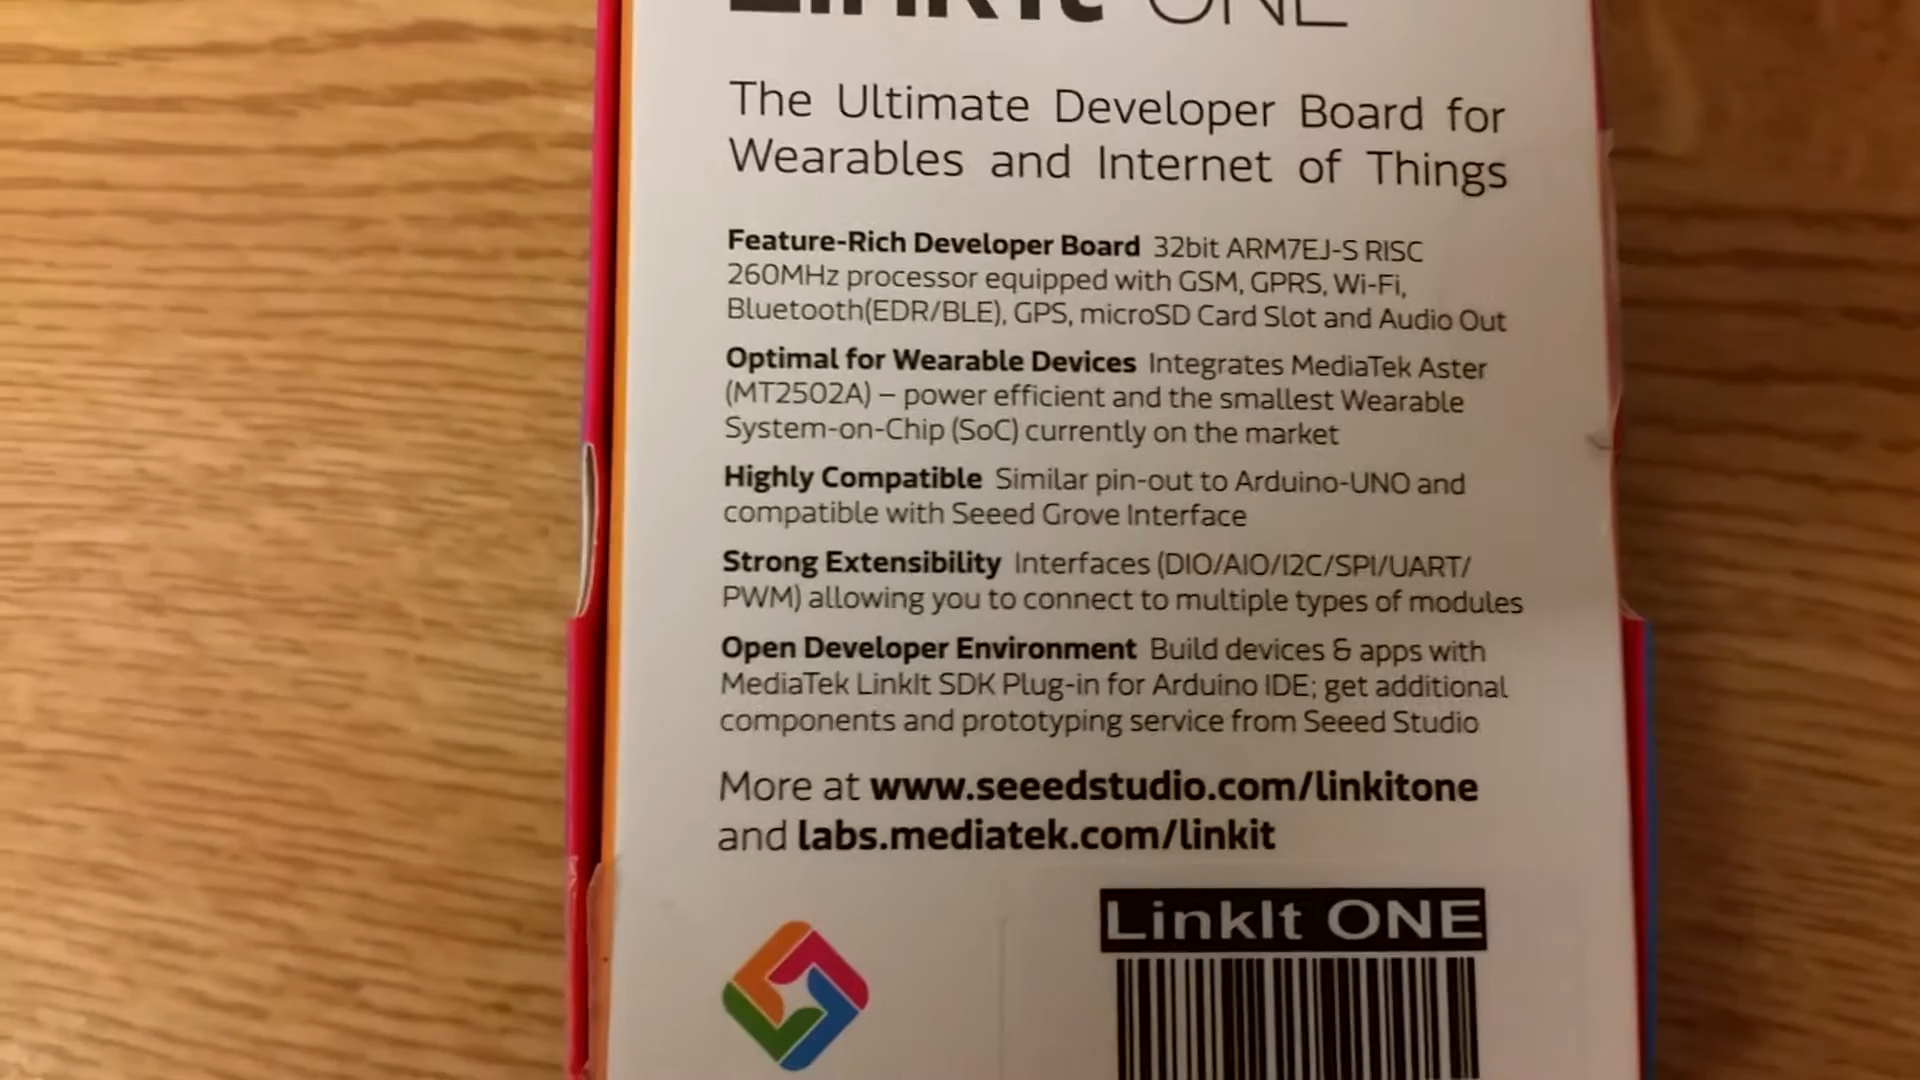 LinkIt ONE
The Ultimate Developer Board for
Wearables and Internet of Things
Feature-Rich Developer Board 32bit ARM7EJ-S RISC
260MHz processor equipped with GSM, GPRS, Wi-Fi,
Bluetooth(EDR/BLE), GPS, microSD Card Slot and Audio Out
Optimal for Wearable Devices Integrates MediaTek Aster
(MT2502A) – power efficient and the smallest Wearable
System-on-Chip (SoC) currently on the market
Highly Compatible Similar pin-out to Arduino-UNO and
compatible with Seeed Grove Interface
Strong Extensibility Interfaces (DIO/AIO/I2C/SPI/UART/
PWM) allowing you to connect to multiple types of modules
Open Developer Environment Build devices & apps with
MediaTek LinkIt SDK Plug-in for Arduino IDE; get additional
components and prototyping service from Seeed Studio
More at www.seeedstudio.com/linkitone
and labs.mediatek.com/linkit
LinkIt ONE